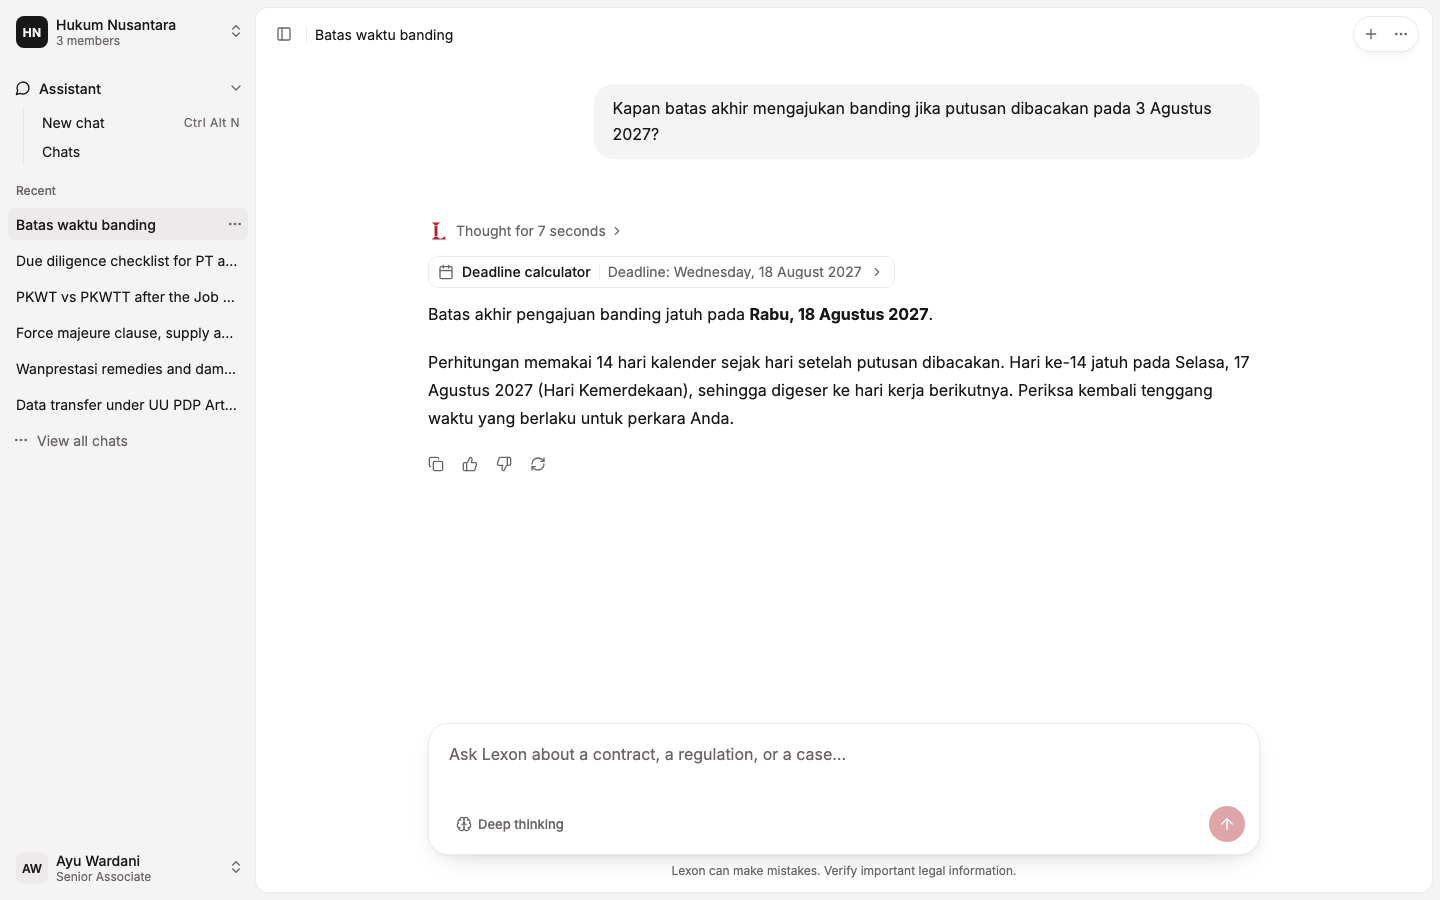 HN
Hukum Nusantara
3 members
Assistant
New chat
Ctrl Alt N
Chats
Recent
Batas waktu banding
Due diligence checklist for PT a...
PKWT vs PKWTT after the Job ...
Force majeure clause, supply a...
Wanprestasi remedies and dam...
Data transfer under UU PDP Art...
View all chats
AW
Ayu Wardani
Senior Associate
Batas waktu banding
Kapan batas akhir mengajukan banding jika putusan dibacakan pada 3 Agustus
2027?
L
Thought for 7 seconds
Deadline calculator
Deadline: Wednesday, 18 August 2027
Batas akhir pengajuan banding jatuh pada Rabu, 18 Agustus 2027.
Perhitungan memakai 14 hari kalender sejak hari setelah putusan dibacakan. Hari ke-14 jatuh pada Selasa, 17
Agustus 2027 (Hari Kemerdekaan), sehingga digeser ke hari kerja berikutnya. Periksa kembali tenggang
waktu yang berlaku untuk perkara Anda.
Ask Lexon about a contract, a regulation, or a case...
Deep thinking
Lexon can make mistakes. Verify important legal information.